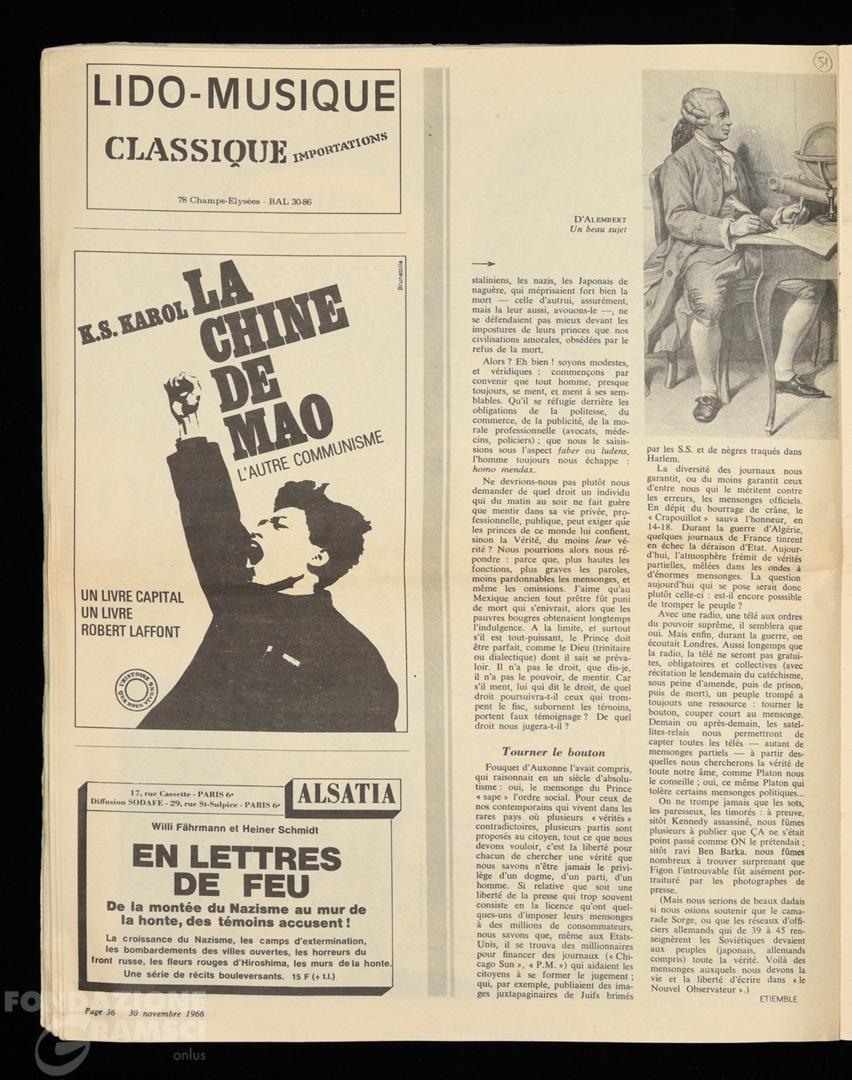 51
LIDO-MUSIQUE
CLASSIQUE IMPORTATIONS
78 Champs-Elysées - BAL 30-86
Brunetolle
K.S. KAROL LA
CHINE
DE
MAO
L'AUTRE COMMUNISME
UN LIVRE CAPITAL
UN LIVRE
ROBERT LAFFONT
L'HISTOIRE QUE NOUS VIVONS
17, rue Cassette - PARIS 6e
Diffusion SODAFE - 29, rue St-Sulpice - PARIS 6e
ALSATIA
Willi Fährmann et Heiner Schmidt
EN LETTRES
DE FEU
De la montée du Nazisme au mur de
la honte, des témoins accusent !
La croissance du Nazisme, les camps d'extermination,
les bombardements des villes ouvertes, les horreurs du
front russe, les fleurs rouges d'Hiroshima, les murs de la honte.
Une série de récits bouleversants. 15 F (+ t.l.)
Page 36 30 novembre 1966
D'ALEMBERT
Un beau sujet
staliniens, les nazis, les Japonais de
naguère, qui méprisaient fort bien la
mort — celle d'autrui, assurément,
mais la leur aussi, avouons-le —, ne
se défendaient pas mieux devant les
impostures de leurs princes que nos
civilisations amorales, obsédées par le
refus de la mort.
Alors ? Eh bien ! soyons modestes,
et véridiques : commençons par
convenir que tout homme, presque
toujours, se ment, et ment à ses sem-
blables. Qu'il se réfugie derrière les
obligations de la politesse, du
commerce, de la publicité, de la mo-
rale professionnelle (avocats, méde-
cins, policiers) ; que nous le saisis-
sions sous l'aspect faber ou ludens,
l'homme toujours nous échappe :
homo mendax.
Ne devrions-nous pas plutôt nous
demander de quel droit un individu
qui du matin au soir ne fait guère
que mentir dans sa vie privée, pro-
fessionnelle, publique, peut exiger que
les princes de ce monde lui confient,
sinon la Vérité, du moins leur vé-
rité ? Nous pourrions alors nous ré-
pondre : parce que, plus hautes les
fonctions, plus graves les paroles,
moins pardonnables les mensonges, et
même les omissions. J'aime qu'au
Mexique ancien tout prêtre fût puni
de mort qui s'enivrait, alors que les
pauvres bougres obtenaient longtemps
l'indulgence. A la limite, et surtout
s'il est tout-puissant, le Prince doit
être parfait, comme le Dieu (trinitaire
ou dialectique) dont il sait se préva-
loir. Il n'a pas le droit, que dis-je,
il n'a pas le pouvoir, de mentir. Car
s'il ment, lui qui dit le droit, de quel
droit poursuivra-t-il ceux qui trom-
pent le fisc, subornent les témoins,
portent faux témoignage ? De quel
droit nous jugera-t-il ?
Tourner le bouton
Fouquet d'Auxonne l'avait compris,
qui raisonnait en un siècle d'absolu-
tisme : oui, le mensonge du Prince
« sape » l'ordre social. Pour ceux de
nos contemporains qui vivent dans les
rares pays où plusieurs « vérités »
contradictoires, plusieurs partis sont
proposés au citoyen, tout ce que nous
devons vouloir, c'est la liberté pour
chacun de chercher une vérité que
nous savons n'être jamais le privi-
lège d'un dogme, d'un parti, d'un
homme. Si relative que soit une
liberté de la presse qui trop souvent
consiste en la licence qu'ont quel-
ques-uns d'imposer leurs mensonges
à des millions de consommateurs,
nous savons que, même aux Etats-
Unis, il se trouva des millionnaires
pour financer des journaux (« Chi-
cago Sun », « P.M. ») qui aidaient les
citoyens à se former le jugement ;
qui, par exemple, publiaient des ima-
ges juxtapaginaires de Juifs brimés
par les S.S. et de nègres traqués dans
Harlem.
La diversité des journaux nous
garantit, ou du moins garantit ceux
d'entre nous qui le méritent contre
les erreurs, les mensonges officiels.
En dépit du bourrage de crâne, le
« Crapouillot » sauva l'honneur, en
14-18. Durant la guerre d'Algérie,
quelques journaux de France tinrent
en échec la déraison d'Etat. Aujour-
d'hui, l'atmosphère frémit de vérités
partielles, mêlées dans les ondes à
d'énormes mensonges. La question
aujourd'hui qui se pose serait donc
plutôt celle-ci : est-il encore posssible
de tromper le peuple ?
Avec une radio, une télé aux ordres
du pouvoir suprême, il semblera que
oui. Mais enfin, durant la guerre, on
écoutait Londres. Aussi longtemps que
la radio, la télé ne seront pas gratui-
tes, obligatoires et collectives (avec
récitation le lendemain du catéchisme,
sous peine d'amende, puis de prison,
puis de mort), un peuple trompé a
toujours une ressource : tourner le
bouton, couper court au mensonge.
Demain ou après-demain, les satel-
lites-relais nous permettront de
capter toutes les télés — autant de
mensonges partiels — à partir des-
quelles nous chercherons la vérité de
toute notre âme, comme Platon nous
le conseille ; oui, ce même Platon qui
tolère certains mensonges politiques...
On ne trompe jamais que les sots,
les paresseux, les timorés : à preuve,
sitôt Kennedy assassiné, nous fûmes
plusieurs à publier que ÇA ne s'était
point passé comme ON le prétendait ;
sitôt ravi Ben Barka, nous fûmes
nombreux à trouver surprenant que
Figon l'introuvable fût aisément por-
traituré par les photographes de
presse.
(Mais nous serions de beaux dadais
si nous osions soutenir que le cama-
rade Sorge, ou que les réseaux d'offi-
ciers allemands qui de 39 à 45 ren-
seignèrent les Soviétiques devaient
aux peuples (japonais, allemands
compris) toute la vérité. Voilà des
mensonges auxquels nous devons la
vie et la liberté d'écrire dans « le
Nouvel Observateur ».)
ETIEMBLE
FONDAZIONE
GRAMSCI
onlus